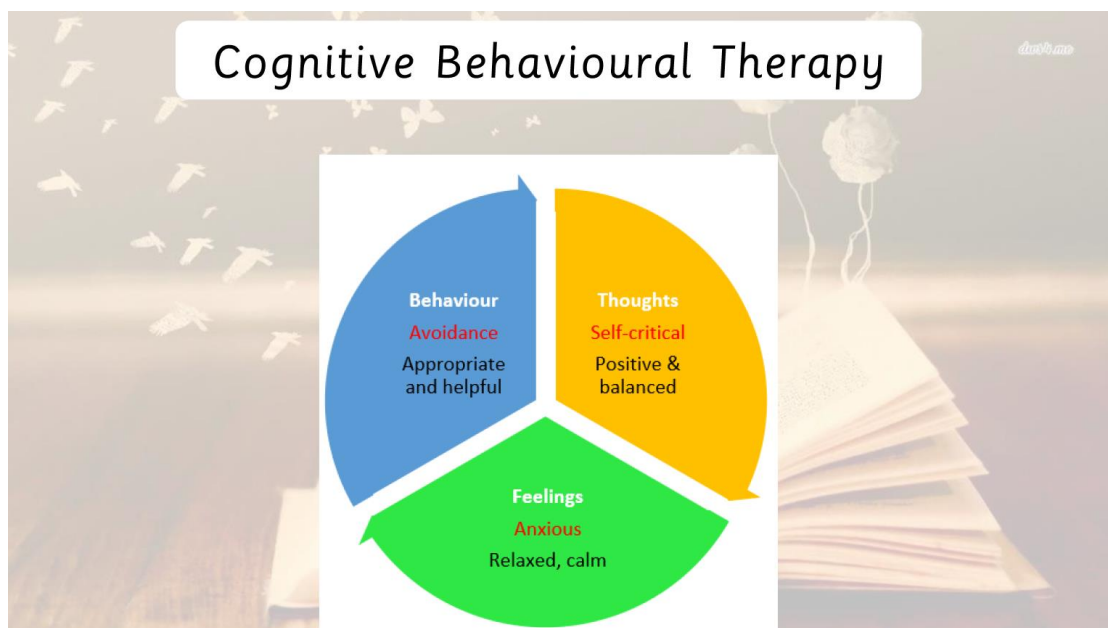 Cognitive Behavioural Therapy
Behaviour
Avoidance
Appropriate
and helpful
Thoughts
Self-critical
Positive &
balanced
Feelings
Anxious
Relaxed, calm